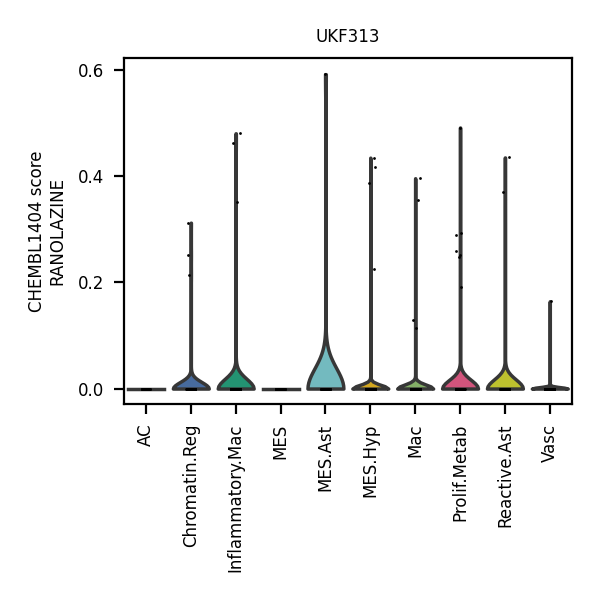 UKF313
CHEMBL1404 score
RANOLAZINE
0.6
0.4
0.2
0.0
AC
Chromatin.Reg
Inflammatory.Mac
MES
MES.Ast
MES.Hyp
Mac
Prolif.Metab
Reactive.Ast
Vasc